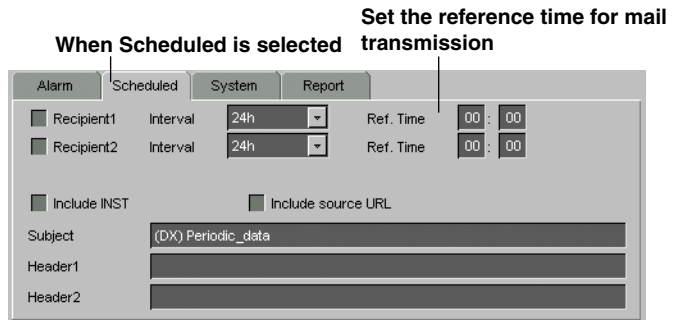 Set the reference time for mail
When Scheduled is selected transmission
Alarm Scheduled System Report
Recipient1 Interval 24h Ref. Time 00 : 00
Recipient2 Interval 24h Ref. Time 00 : 00
Include INST Include source URL
Subject (DX) Periodic_data
Header1
Header2